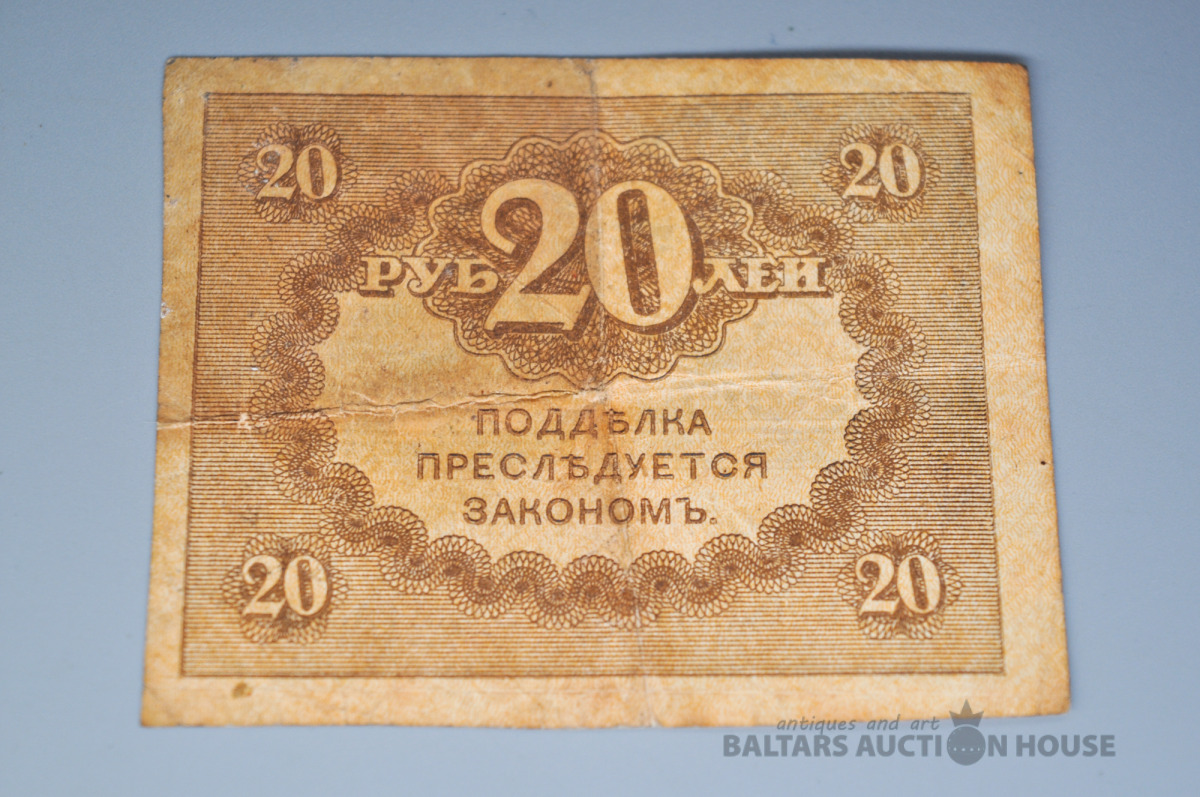 20 20
РУБ 20 ЛЕЙ
ПОДДѢЛКА
ПРЕСЛѢДУЕТСЯ
ЗАКОНОМЪ.
20 20
antiques and art
BALTARS AUCTION HOUSE